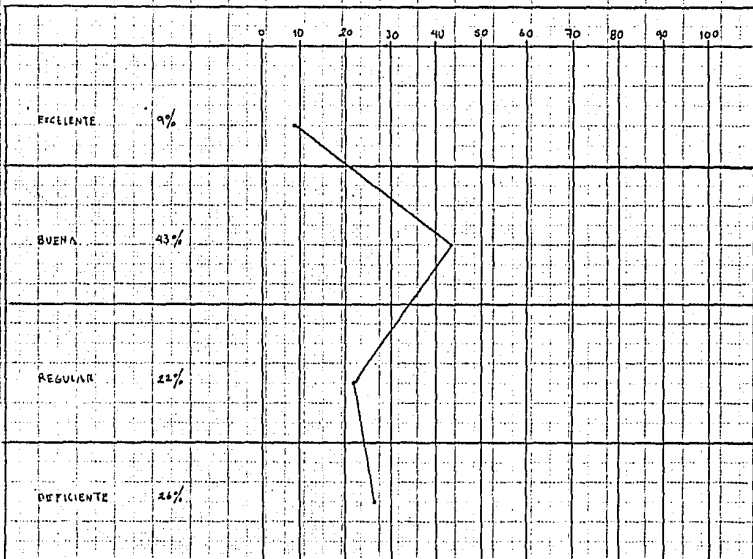 0 10 20 30 40 50 60 70 80 90 100
EXCELENTE 9%
BUENA 43%
REGULAR 22%
DEFICIENTE 26%